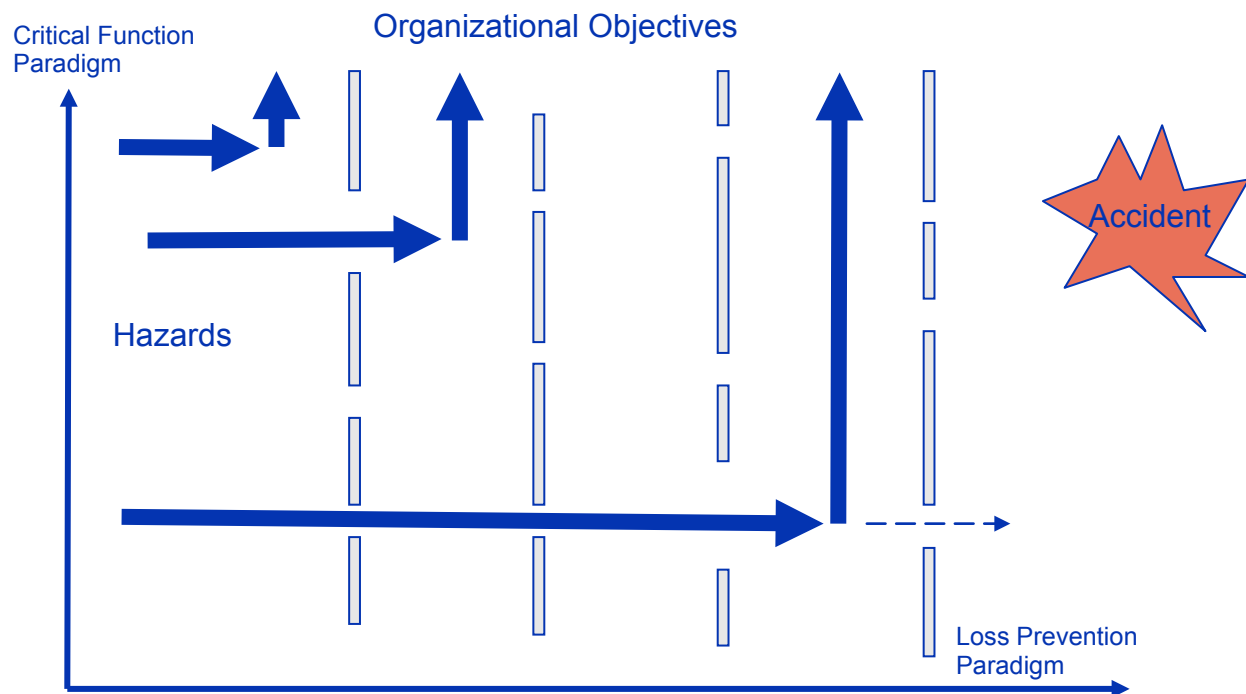 Organizational Objectives
Critical Function
Paradigm
Accident
Hazards
Loss Prevention
Paradigm